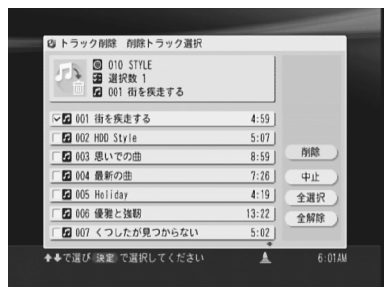 トラック削除 削除トラック選択
010 STYLE
選択数 1
001 街を疾走する
001 街を疾走する 4:59
002 HDD Style 5:07
003 思いでの曲 8:59
004 最新の曲 7:26
005 Holiday 4:19
006 優雅と強靭 13:22
007 くつしたが見つからない 5:02
削除
中止
全選択
全解除
で選び 決定 で選択してください 6:01AM